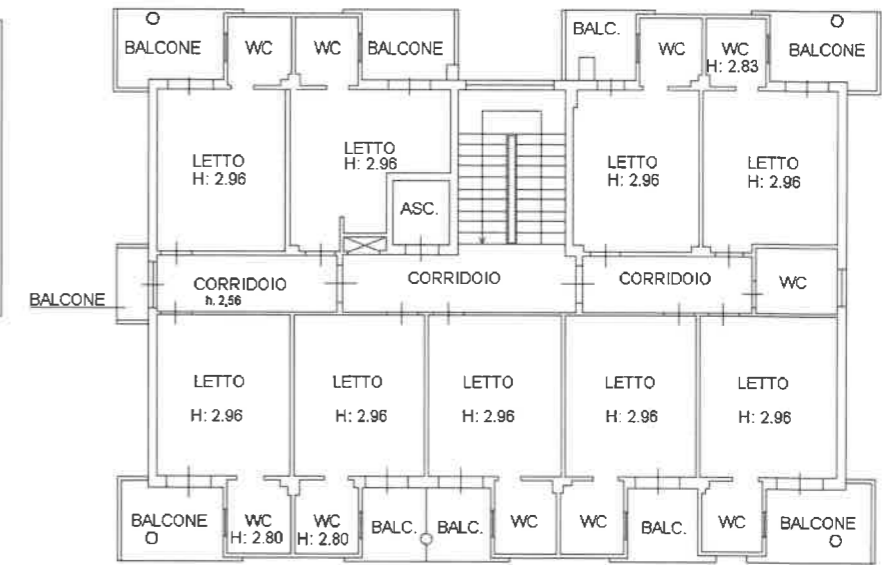 BALCONE
WC
WC
BALCONE
BALC.
WC
WC
H: 2.83
BALCONE
LETTO
H: 2.96
LETTO
H: 2.96
LETTO
H: 2.96
LETTO
H: 2.96
ASC.
BALCONE
CORRIDOIO
h. 2,56
CORRIDOIO
CORRIDOIO
WC
LETTO
H: 2.96
LETTO
H: 2.96
LETTO
H: 2.96
LETTO
H: 2.96
LETTO
H: 2.96
BALCONE
WC
H: 2.80
WC
H: 2.80
BALC.
BALC.
WC
WC
BALC.
WC
BALCONE